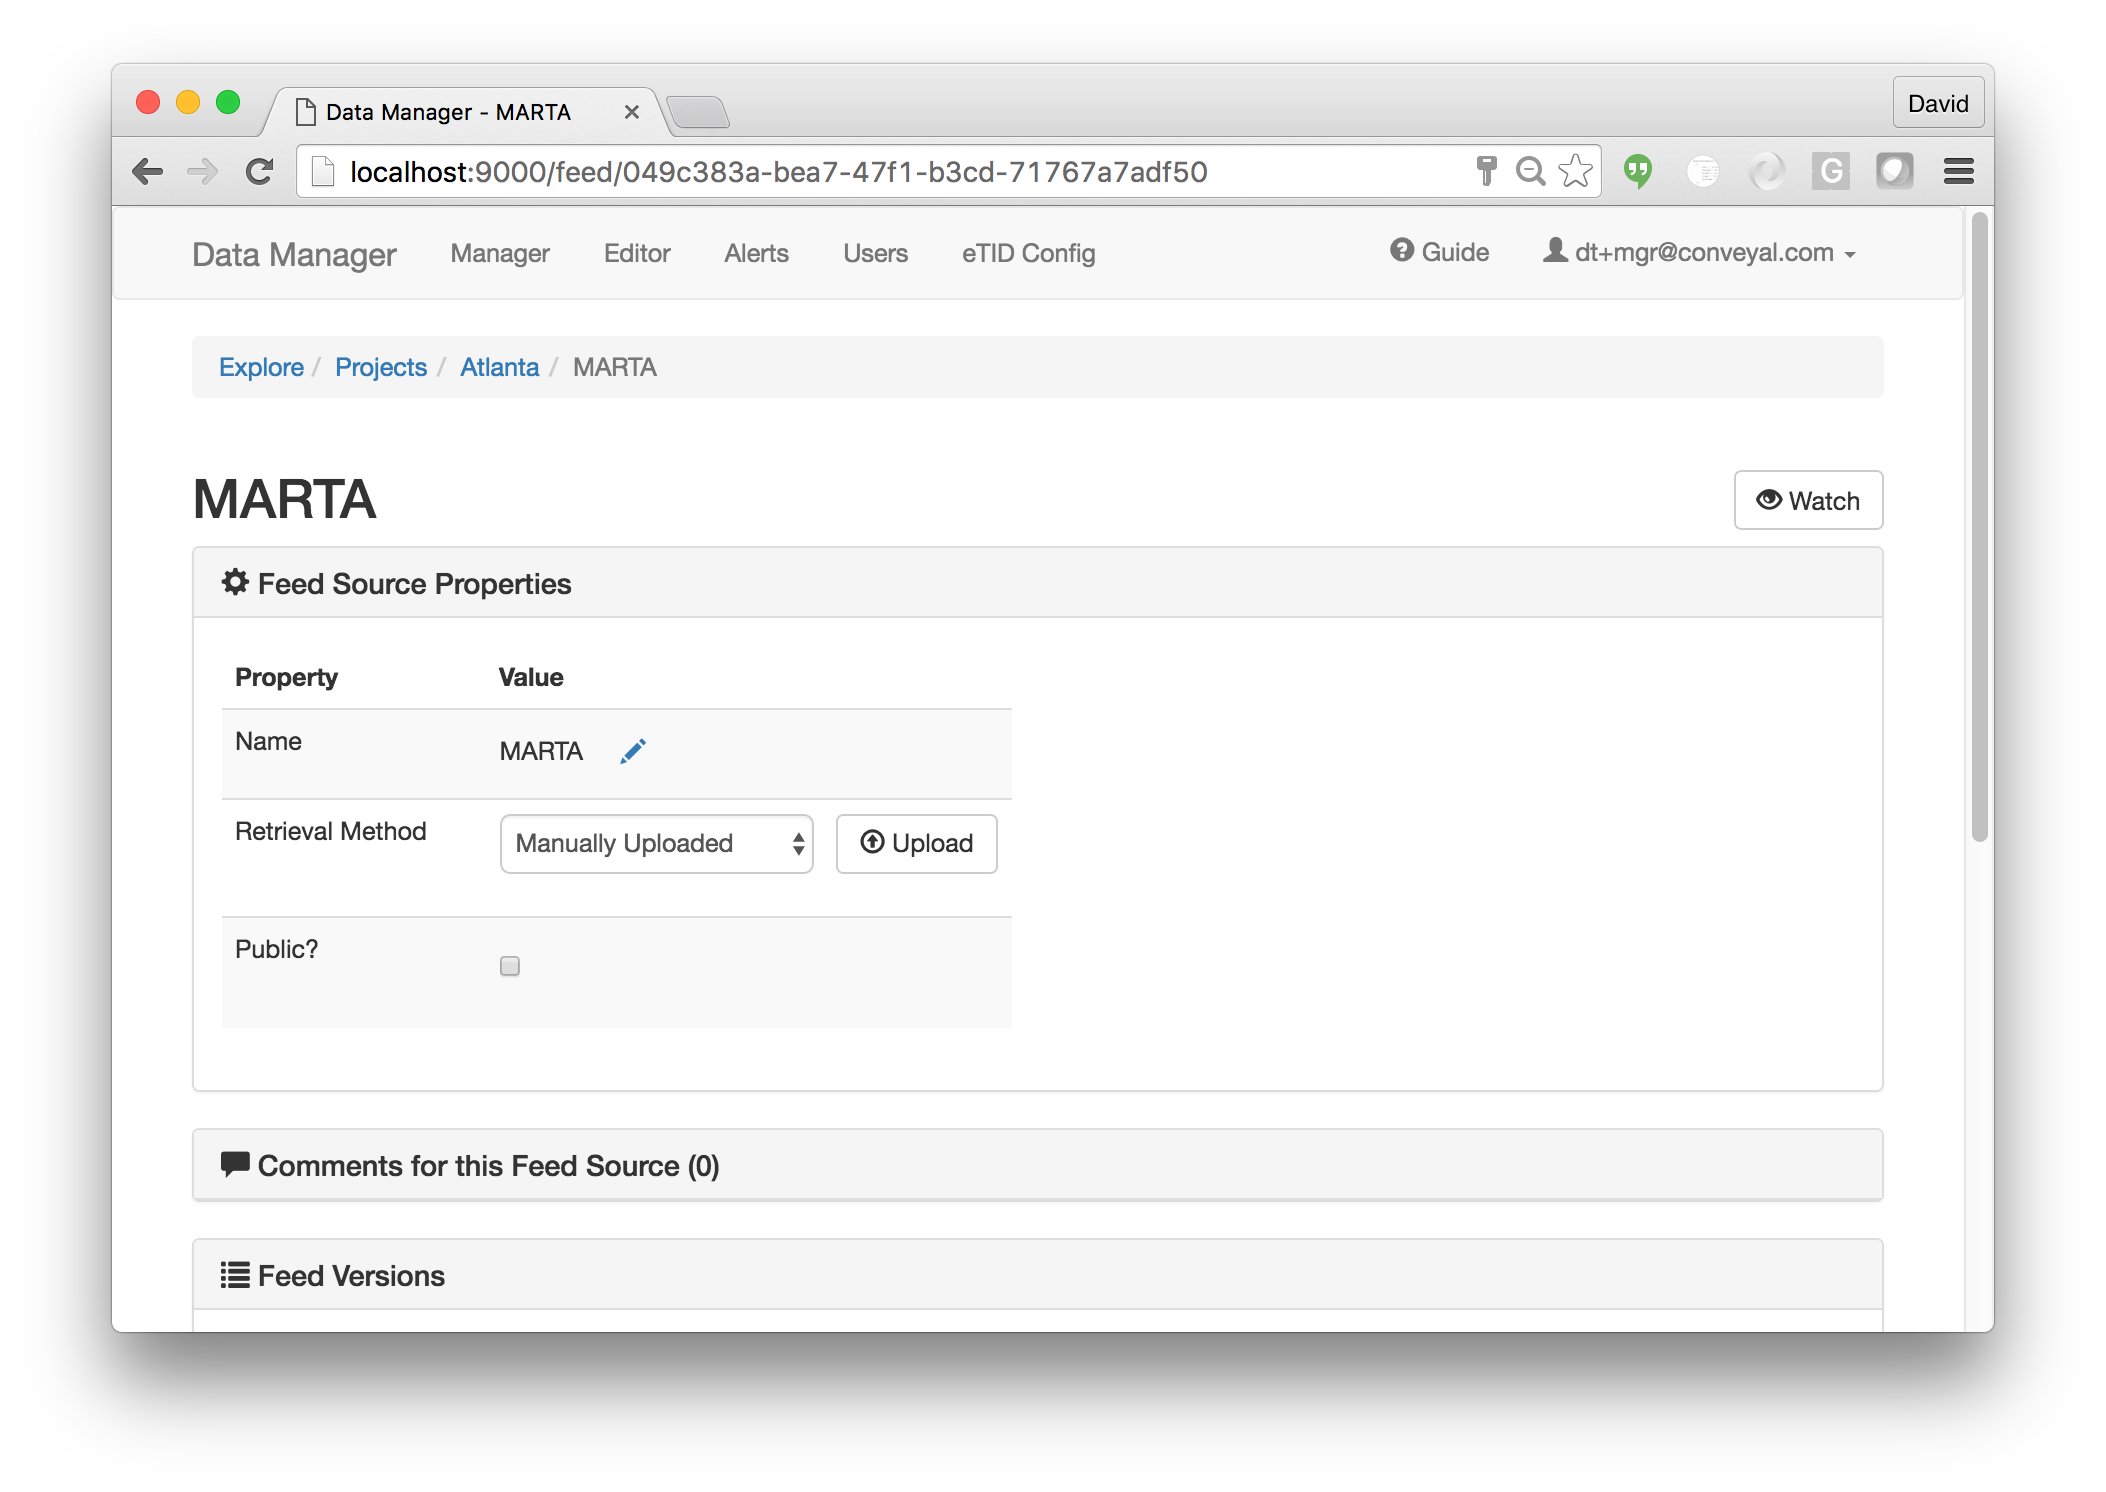 Data Manager - MARTA
David
localhost:9000/feed/049c383a-bea7-47f1-b3cd-71767a7adf50
G
Data Manager Manager Editor Alerts Users eTID Config Guide dt+mgr@conveyal.com
Explore / Projects / Atlanta / MARTA
MARTA
Watch
Feed Source Properties
Property Value
Name MARTA
Retrieval Method Manually Uploaded Upload
Public?
Comments for this Feed Source (0)
Feed Versions